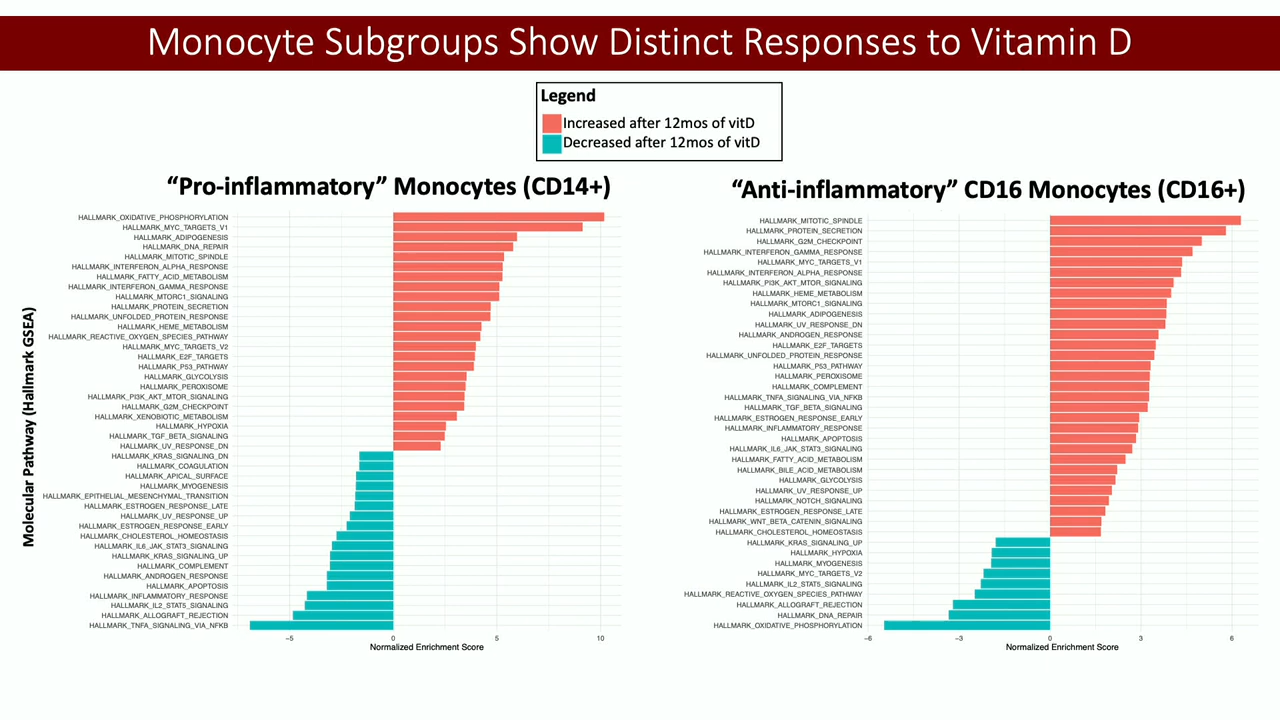 Monocyte Subgroups Show Distinct Responses to Vitamin D
Legend
Increased after 12mos of vitD
Decreased after 12mos of vitD
“Pro-inflammatory” Monocytes (CD14+)
Molecular Pathway (Hallmark GSEA)
HALLMARK_OXIDATIVE_PHOSPHORYLATION
HALLMARK_MYC_TARGETS_V1
HALLMARK_ADIPOGENESIS
HALLMARK_DNA_REPAIR
HALLMARK_MITOTIC_SPINDLE
HALLMARK_INTERFERON_ALPHA_RESPONSE
HALLMARK_FATTY_ACID_METABOLISM
HALLMARK_INTERFERON_GAMMA_RESPONSE
HALLMARK_MTORC1_SIGNALING
HALLMARK_PROTEIN_SECRETION
HALLMARK_UNFOLDED_PROTEIN_RESPONSE
HALLMARK_HEME_METABOLISM
HALLMARK_REACTIVE_OXYGEN_SPECIES_PATHWAY
HALLMARK_MYC_TARGETS_V2
HALLMARK_E2F_TARGETS
HALLMARK_P53_PATHWAY
HALLMARK_GLYCOLYSIS
HALLMARK_PEROXISOME
HALLMARK_PI3K_AKT_MTOR_SIGNALING
HALLMARK_G2M_CHECKPOINT
HALLMARK_XENOBIOTIC_METABOLISM
HALLMARK_HYPOXIA
HALLMARK_TGF_BETA_SIGNALING
HALLMARK_UV_RESPONSE_DN
HALLMARK_KRAS_SIGNALING_DN
HALLMARK_COAGULATION
HALLMARK_APICAL_SURFACE
HALLMARK_MYOGENESIS
HALLMARK_EPITHELIAL_MESENCHYMAL_TRANSITION
HALLMARK_ESTROGEN_RESPONSE_LATE
HALLMARK_UV_RESPONSE_UP
HALLMARK_ESTROGEN_RESPONSE_EARLY
HALLMARK_CHOLESTEROL_HOMEOSTASIS
HALLMARK_IL6_JAK_STAT3_SIGNALING
HALLMARK_KRAS_SIGNALING_UP
HALLMARK_COMPLEMENT
HALLMARK_ANDROGEN_RESPONSE
HALLMARK_APOPTOSIS
HALLMARK_INFLAMMATORY_RESPONSE
HALLMARK_IL2_STAT5_SIGNALING
HALLMARK_ALLOGRAFT_REJECTION
HALLMARK_TNFA_SIGNALING_VIA_NFKB
−5 0 5 10
Normalized Enrichment Score
“Anti-inflammatory” CD16 Monocytes (CD16+)
HALLMARK_MITOTIC_SPINDLE
HALLMARK_PROTEIN_SECRETION
HALLMARK_G2M_CHECKPOINT
HALLMARK_INTERFERON_GAMMA_RESPONSE
HALLMARK_MYC_TARGETS_V1
HALLMARK_INTERFERON_ALPHA_RESPONSE
HALLMARK_PI3K_AKT_MTOR_SIGNALING
HALLMARK_HEME_METABOLISM
HALLMARK_MTORC1_SIGNALING
HALLMARK_ADIPOGENESIS
HALLMARK_UV_RESPONSE_DN
HALLMARK_ANDROGEN_RESPONSE
HALLMARK_E2F_TARGETS
HALLMARK_UNFOLDED_PROTEIN_RESPONSE
HALLMARK_P53_PATHWAY
HALLMARK_PEROXISOME
HALLMARK_COMPLEMENT
HALLMARK_TNFA_SIGNALING_VIA_NFKB
HALLMARK_TGF_BETA_SIGNALING
HALLMARK_ESTROGEN_RESPONSE_EARLY
HALLMARK_INFLAMMATORY_RESPONSE
HALLMARK_APOPTOSIS
HALLMARK_IL6_JAK_STAT3_SIGNALING
HALLMARK_FATTY_ACID_METABOLISM
HALLMARK_BILE_ACID_METABOLISM
HALLMARK_GLYCOLYSIS
HALLMARK_UV_RESPONSE_UP
HALLMARK_NOTCH_SIGNALING
HALLMARK_ESTROGEN_RESPONSE_LATE
HALLMARK_WNT_BETA_CATENIN_SIGNALING
HALLMARK_CHOLESTEROL_HOMEOSTASIS
HALLMARK_KRAS_SIGNALING_UP
HALLMARK_HYPOXIA
HALLMARK_MYOGENESIS
HALLMARK_MYC_TARGETS_V2
HALLMARK_IL2_STAT5_SIGNALING
HALLMARK_REACTIVE_OXYGEN_SPECIES_PATHWAY
HALLMARK_ALLOGRAFT_REJECTION
HALLMARK_DNA_REPAIR
HALLMARK_OXIDATIVE_PHOSPHORYLATION
−6 −3 0 3 6
Normalized Enrichment Score